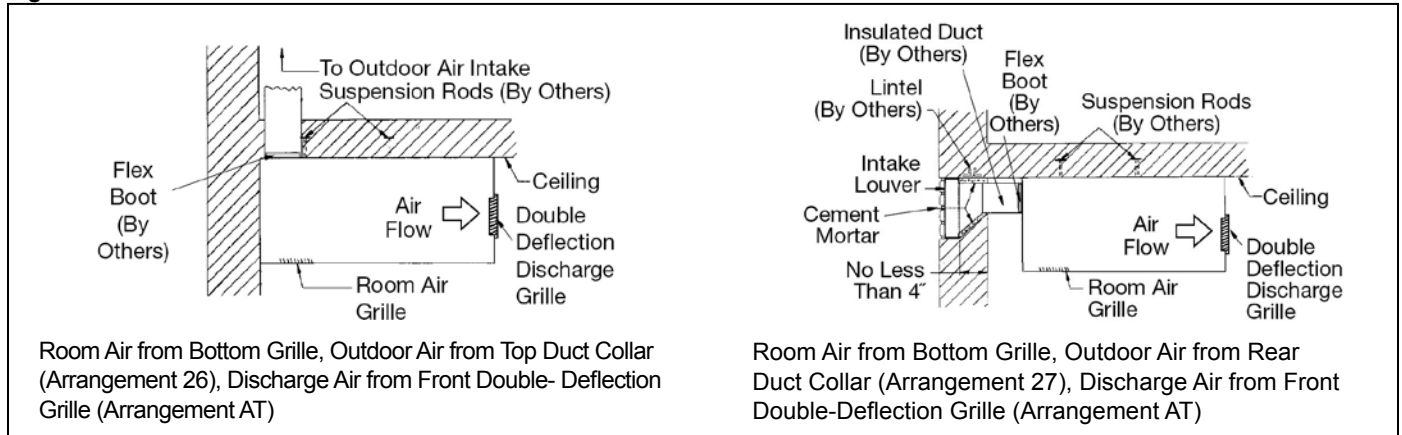 To Outdoor Air Intake
Suspension Rods (By Others)
Flex
Boot
(By
Others)
Air
Flow
Ceiling
Double
Deflection
Discharge
Grille
Room Air
Grille
Room Air from Bottom Grille, Outdoor Air from Top Duct Collar
(Arrangement 26), Discharge Air from Front Double- Deflection
Grille (Arrangement AT)
Insulated Duct
(By Others)
Flex
Boot
(By
Others)
Lintel
(By Others)
Suspension Rods
(By Others)
Intake
Louver
Cement
Mortar
Air
Flow
Ceiling
No Less
Than 4″
Double
Deflection
Discharge
Grille
Room Air
Grille
Room Air from Bottom Grille, Outdoor Air from Rear
Duct Collar (Arrangement 27), Discharge Air from Front
Double-Deflection Grille (Arrangement AT)